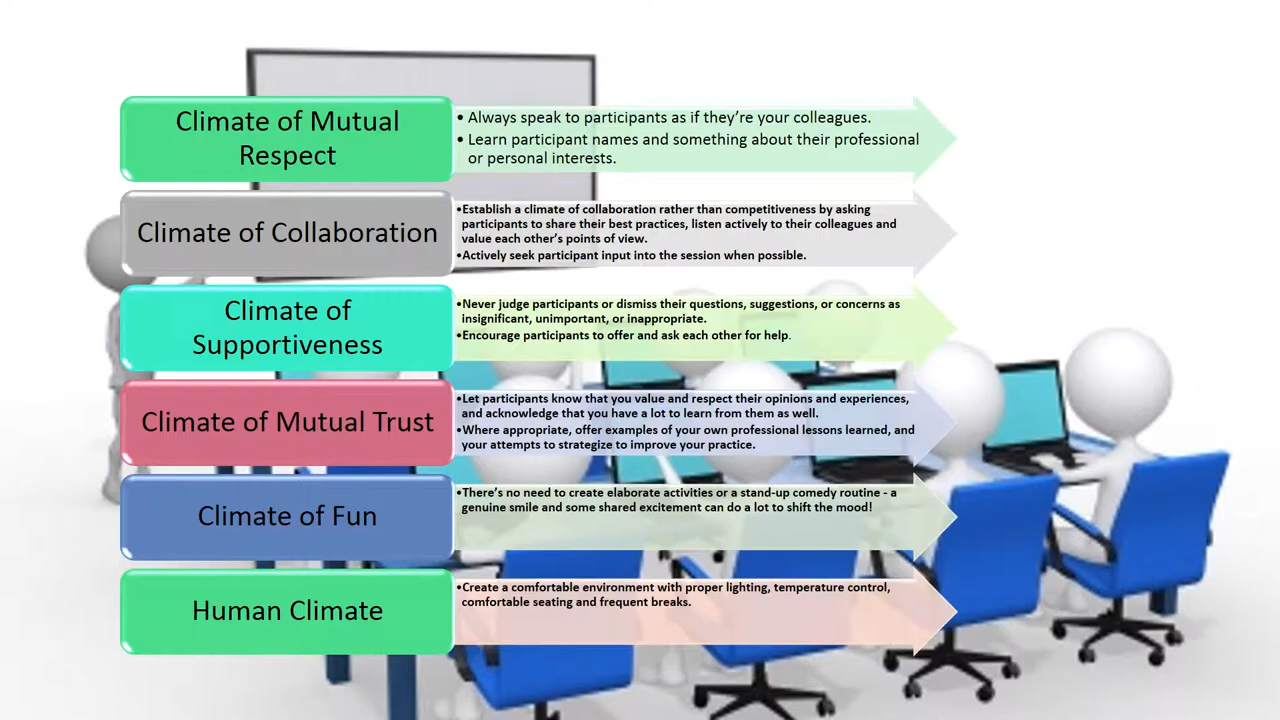 Climate of Mutual
Respect
• Always speak to participants as if they’re your colleagues.
• Learn participant names and something about their professional
or personal interests.
Climate of Collaboration
•Establish a climate of collaboration rather than competitiveness by asking
participants to share their best practices, listen actively to their colleagues and
value each other’s points of view.
•Actively seek participant input into the session when possible.
Climate of
Supportiveness
•Never judge participants or dismiss their questions, suggestions, or concerns as
insignificant, unimportant, or inappropriate.
•Encourage participants to offer and ask each other for help.
Climate of Mutual Trust
•Let participants know that you value and respect their opinions and experiences,
and acknowledge that you have a lot to learn from them as well.
•Where appropriate, offer examples of your own professional lessons learned, and
your attempts to strategize to improve your practice.
Climate of Fun
•There’s no need to create elaborate activities or a stand-up comedy routine - a
genuine smile and some shared excitement can do a lot to shift the mood!
Human Climate
•Create a comfortable environment with proper lighting, temperature control,
comfortable seating and frequent breaks.